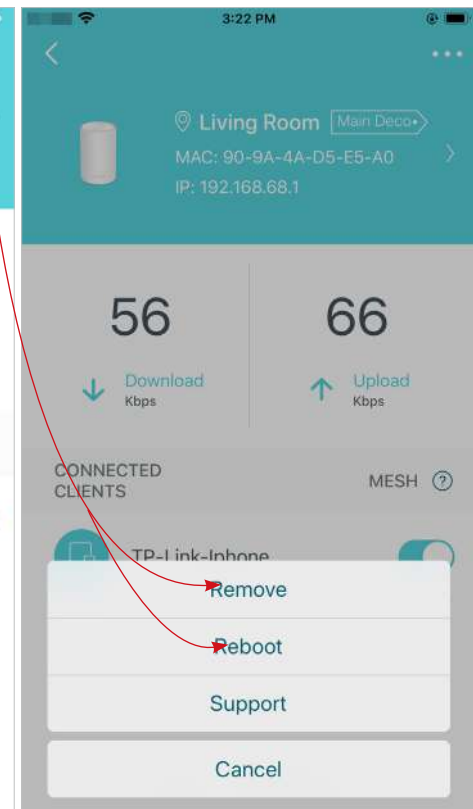 3:22 PM
Living Room Main Deco
MAC: 90-9A-4A-D5-E5-A0
IP: 192.168.68.1
56 66
Download Upload
Kbps Kbps
CONNECTED
CLIENTS
MESH ?
TP-Link-Iphone
Remove
Reboot
Support
Cancel